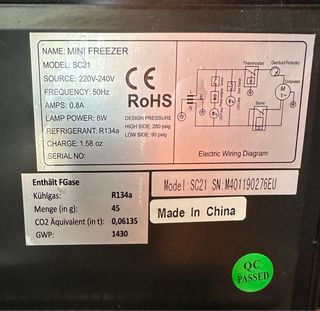 NAME: MINI FREEZER
MODEL: SC21
SOURCE: 220V-240V
FREQUENCY: 50Hz
AMPS: 0.8A
LAMP POWER: 8W
REFRIGERANT: R134a
CHARGE: 1.58 oz
SERIAL NO:
CE
RoHS
DESIGN PRESSURE
HIGH SIDE: 280 psig
LOW SIDE: 90 psig
Thermostat
Overload Protector
Compressor
M
Starter
Electric Wiring Diagram
Enthält FGase
Kühlgas: R134a
Menge (in g): 45
CO2 Äquivalent (in t): 0,06135
GWP: 1430
Model: SC21 SN:M401190276EU
Made In China
QC
PASSED